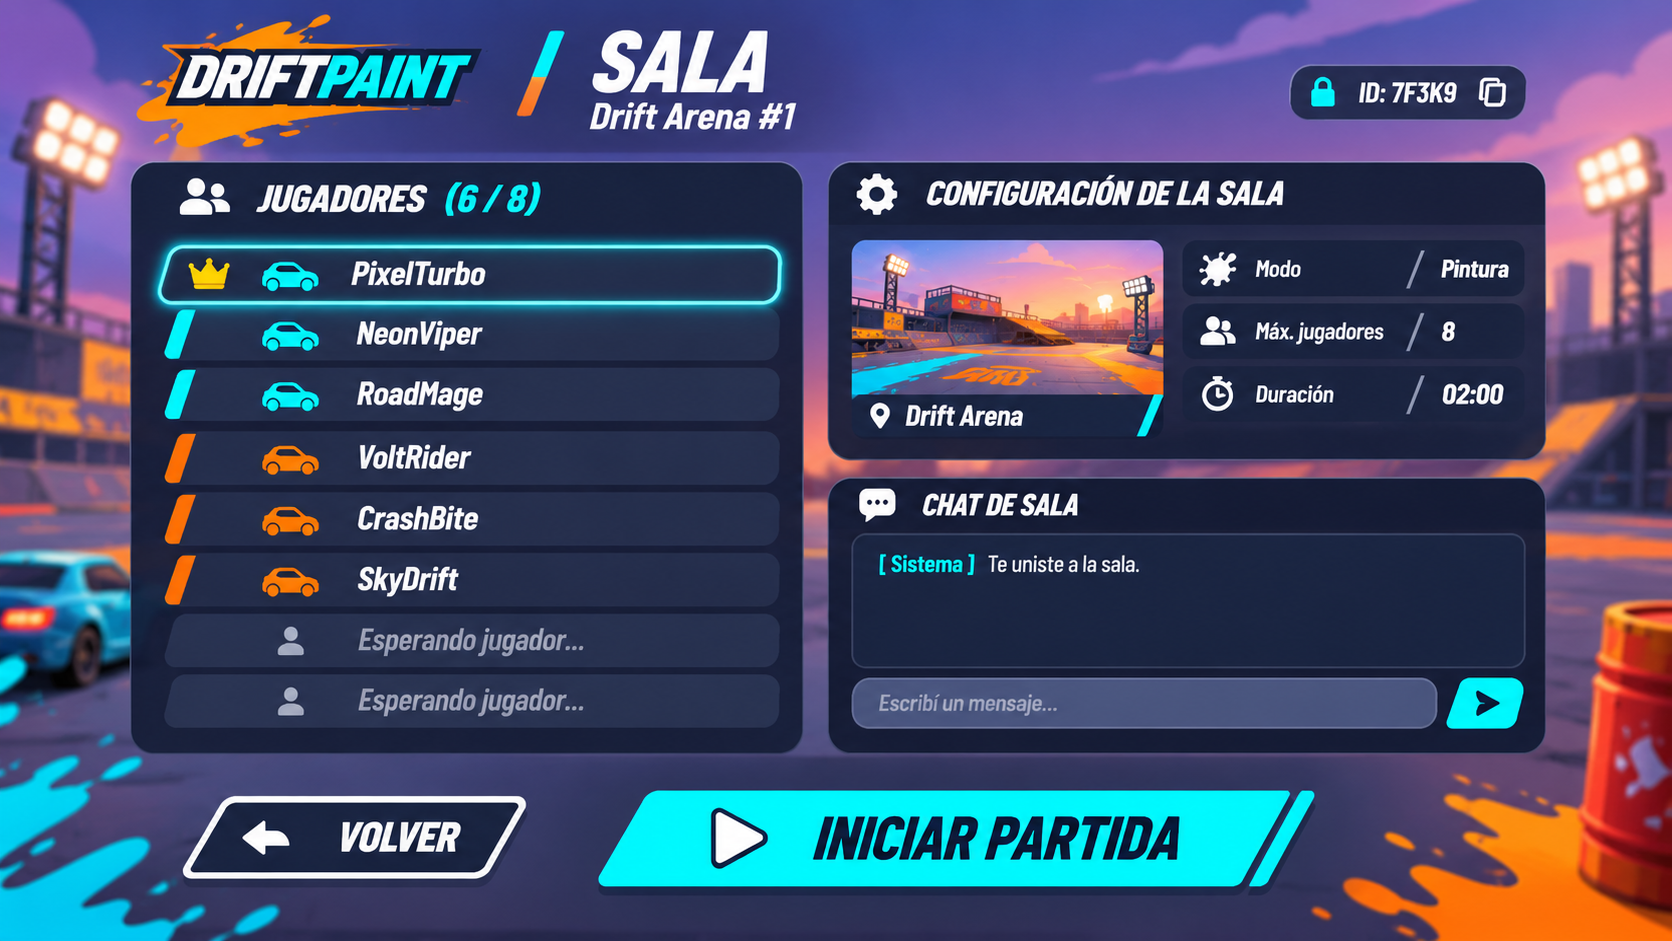 DRIFTPAINT
SALA
Drift Arena #1
ID: 7F3K9
JUGADORES (6 / 8)
PixelTurbo
NeonViper
RoadMage
VoltRider
CrashBite
SkyDrift
Esperando jugador...
Esperando jugador...
CONFIGURACIÓN DE LA SALA
Drift Arena
Modo / Pintura
Máx. jugadores / 8
Duración / 02:00
CHAT DE SALA
[ Sistema ] Te uniste a la sala.
Escribí un mensaje...
VOLVER
INICIAR PARTIDA